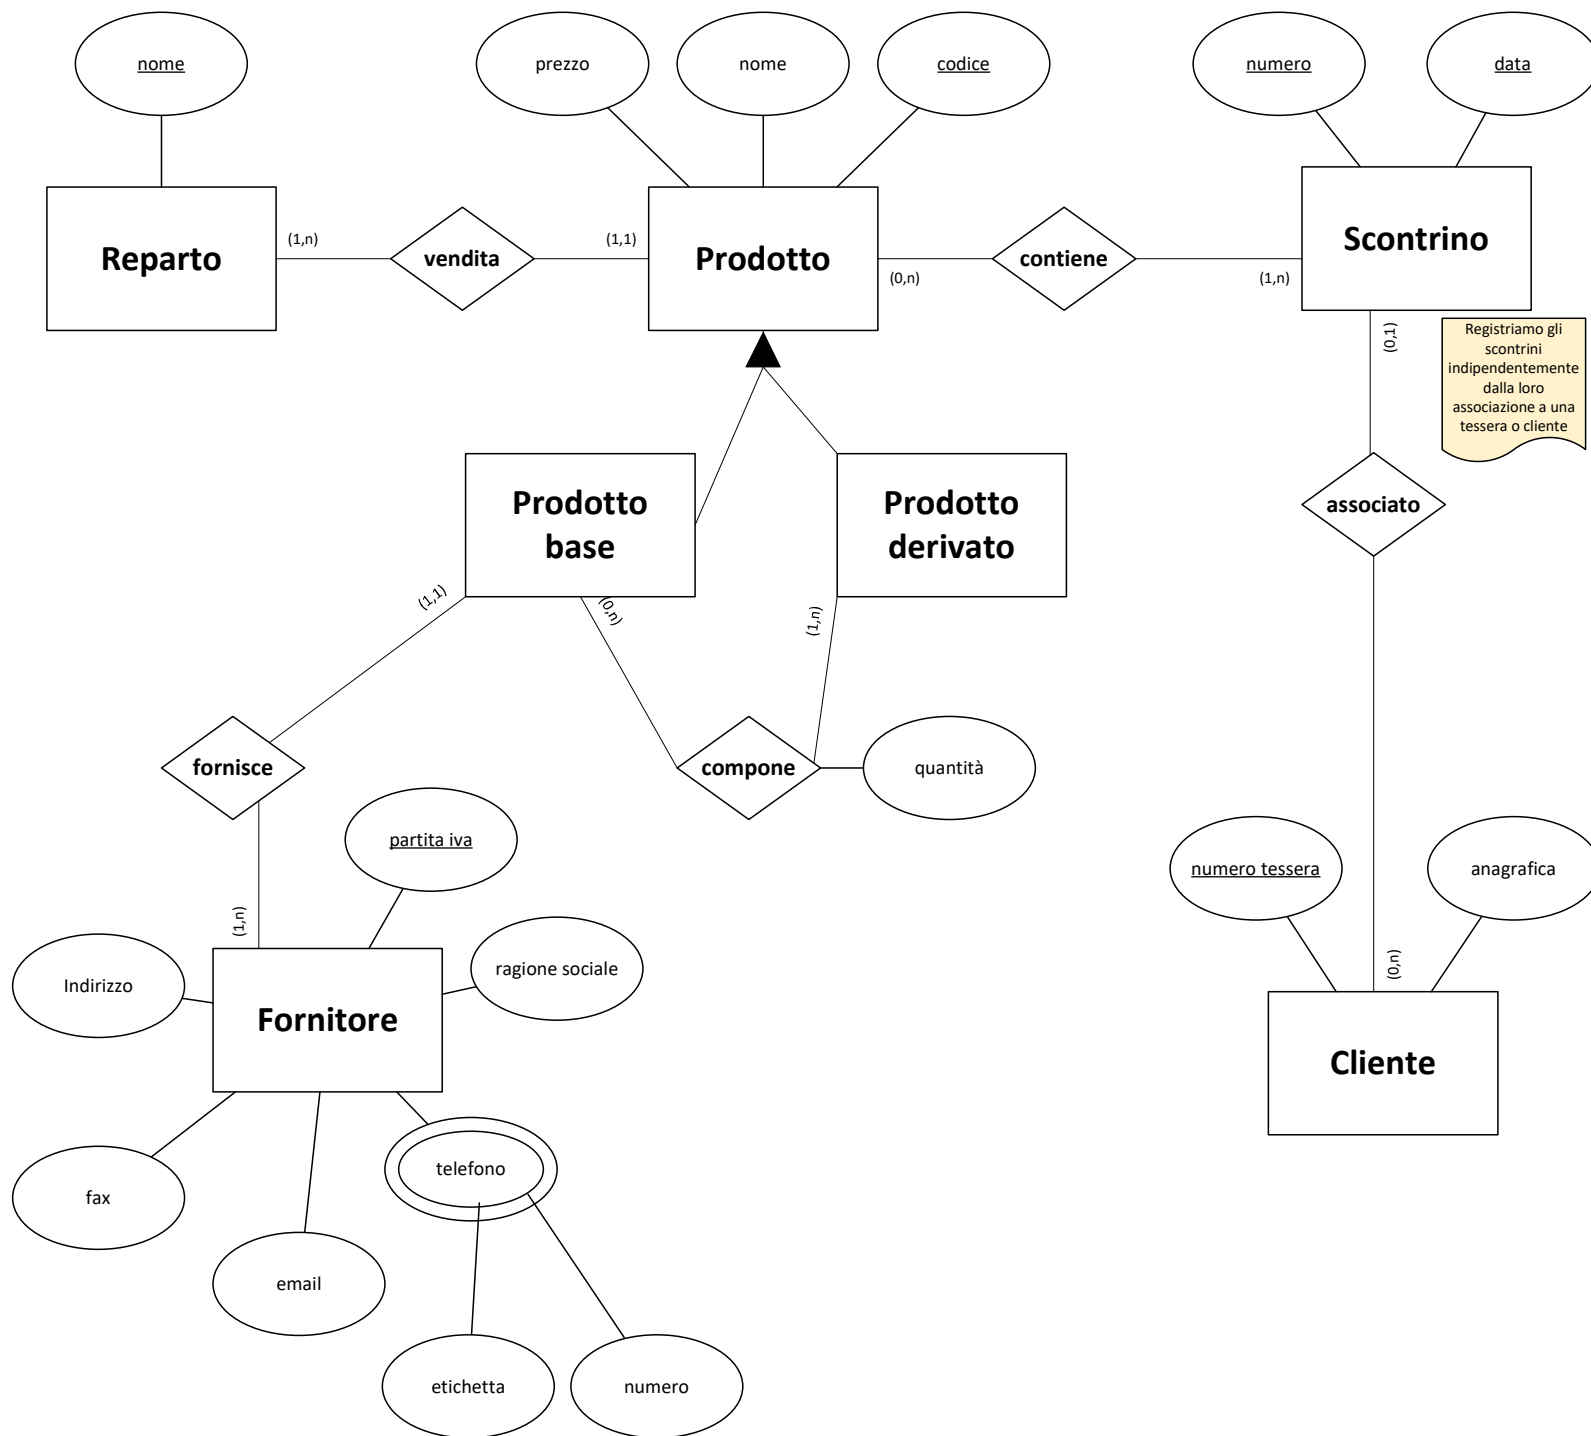 nome
prezzo
nome
codice
numero
data
Reparto
(1,n)
vendita
(1,1)
Prodotto
(0,n)
contiene
(1,n)
Scontrino
(0,1)
Registriamo gli
scontrini
indipendentemente
dalla loro
associazione a una
tessera o cliente
Prodotto
base
Prodotto
derivato
associato
(1,1)
(0,n)
(1,n)
fornisce
compone
quantità
partita iva
numero tessera
anagrafica
(1,n)
(0,n)
Indirizzo
ragione sociale
Fornitore
Cliente
fax
telefono
email
etichetta
numero